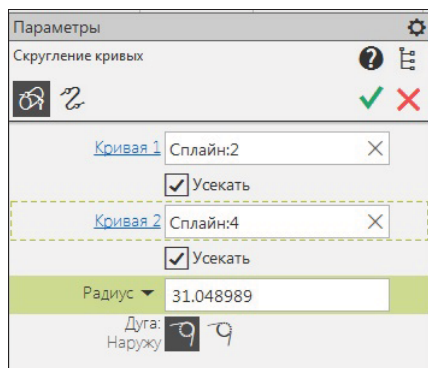 Параметры
Скругление кривых
Кривая 1 Сплайн:2
Усекать
Кривая 2 Сплайн:4
Усекать
Радиус 31.048989
Дуга:
Наружу